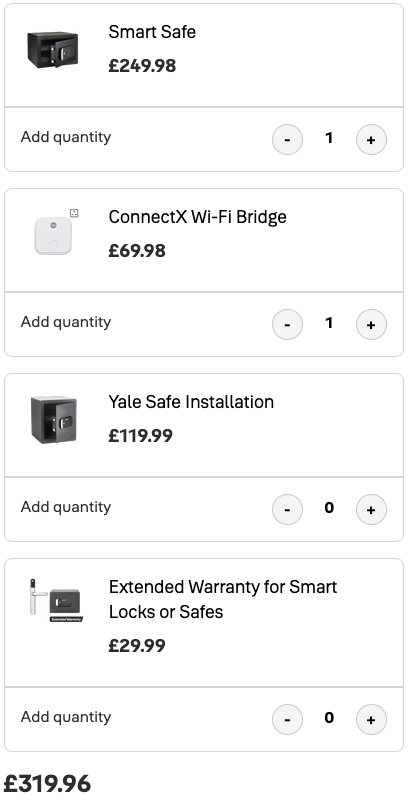 Smart Safe
£249.98
Add quantity
- 1 +
ConnectX Wi-Fi Bridge
£69.98
Add quantity
- 1 +
Yale Safe Installation
£119.99
Add quantity
- 0 +
Extended Warranty for Smart
Locks or Safes
Extended Warranty
£29.99
Add quantity
- 0 +
£319.96